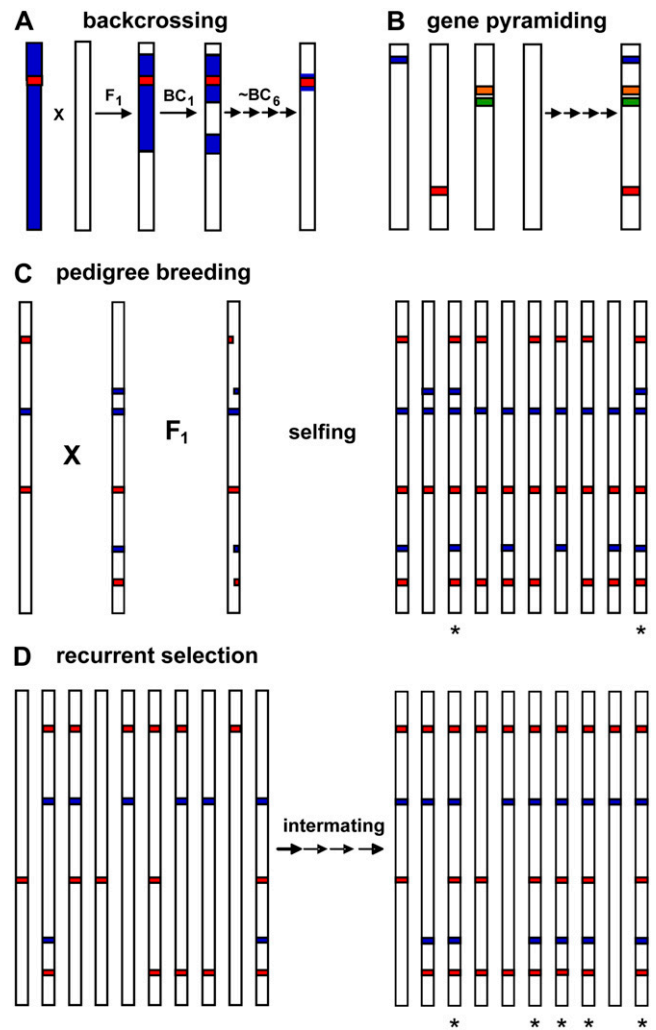 A backcrossing
B gene pyramiding
X F1 BC1 ~BC6
C pedigree breeding
X F1 selfing
* *
D recurrent selection
intermating
* * * * *